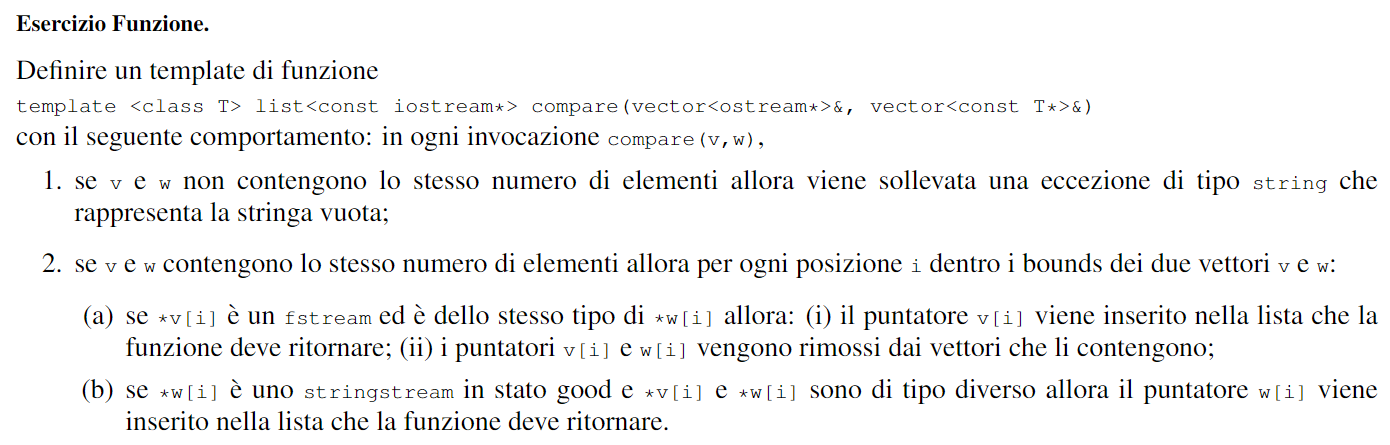 Esercizio Funzione.
Definire un template di funzione
template <class T> list<const iostream*> compare(vector<ostream*>&, vector<const T*>&)
con il seguente comportamento: in ogni invocazione compare(v,w),
1. se v e w non contengono lo stesso numero di elementi allora viene sollevata una eccezione di tipo string che
rappresenta la stringa vuota;
2. se v e w contengono lo stesso numero di elementi allora per ogni posizione i dentro i bounds dei due vettori v e w:
(a) se *v[i] è un fstream ed è dello stesso tipo di *w[i] allora: (i) il puntatore v[i] viene inserito nella lista che la
funzione deve ritornare; (ii) i puntatori v[i] e w[i] vengono rimossi dai vettori che li contengono;
(b) se *w[i] è uno stringstream in stato good e *v[i] e *w[i] sono di tipo diverso allora il puntatore w[i] viene
inserito nella lista che la funzione deve ritornare.